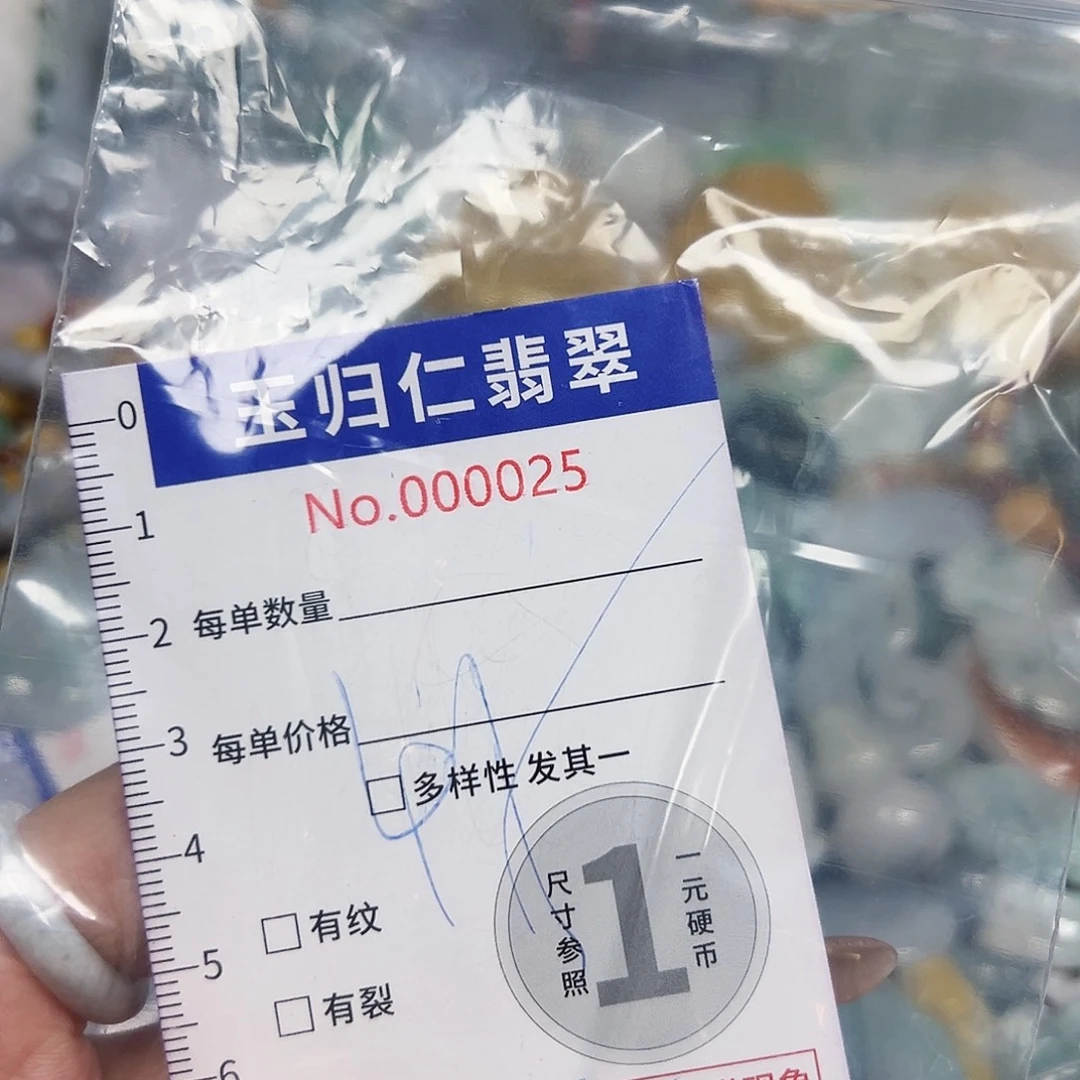 玉归仁翡翠
No.000025
0
1
2
3
4
5
6
每单数量
每单价格
多样性 发其一
有纹
有裂
尺寸参照
1
一元硬币